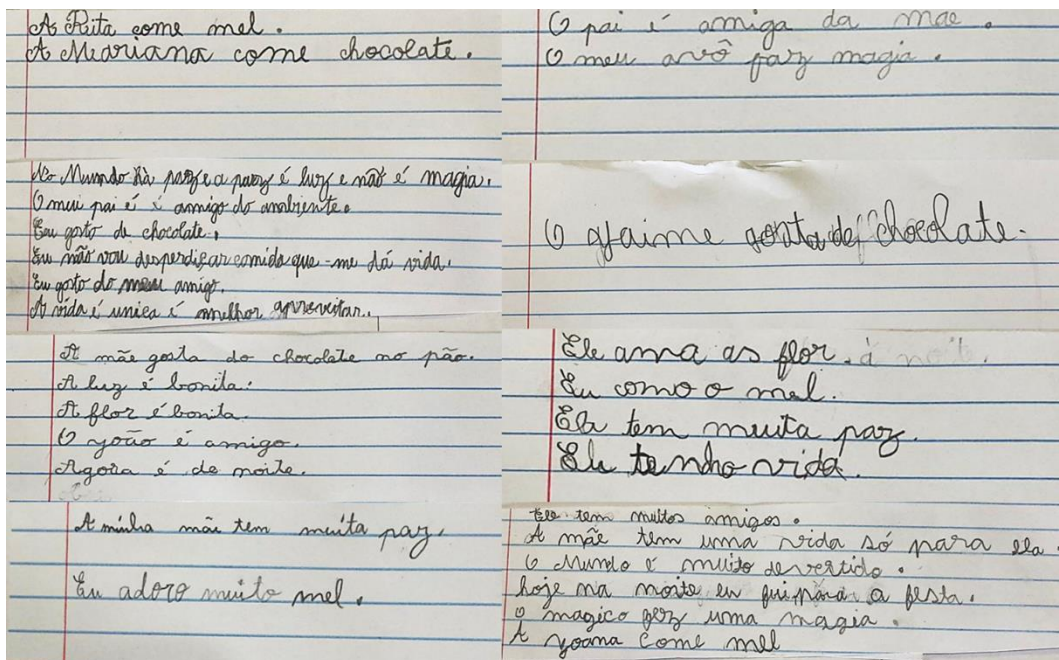 A Rita come mel.
A Mariana come chocolate.
O pai é amiga da mãe.
O meu avô faz magia.
No Mundo há paz e a paz é luz e não é magia.
O meu pai é amigo do ambiente.
Eu gosto de chocolate.
Eu não vou desperdiçar comida que -me dá vida.
Eu gosto do meu amigo.
A vida é unica é melhor aproveitar.
O Jaime gosta de chocolate.
A mãe gosta do chocolate no pão.
A luz é bonita.
A flor é bonita.
O João é amigo.
Agora é de noite.
Ele ama as flor. à noite.
Eu como o mel.
Ela tem muita paz.
Ele tenho vida.
A minha mãe tem muita paz.
Eu adoro muito mel.
Ele tem muitos amigos.
A mãe tem uma vida só para ela.
O Mundo é muito devertido.
hoje na noite eu fui para a festa.
O magico fez uma magia.
A Joana come mel